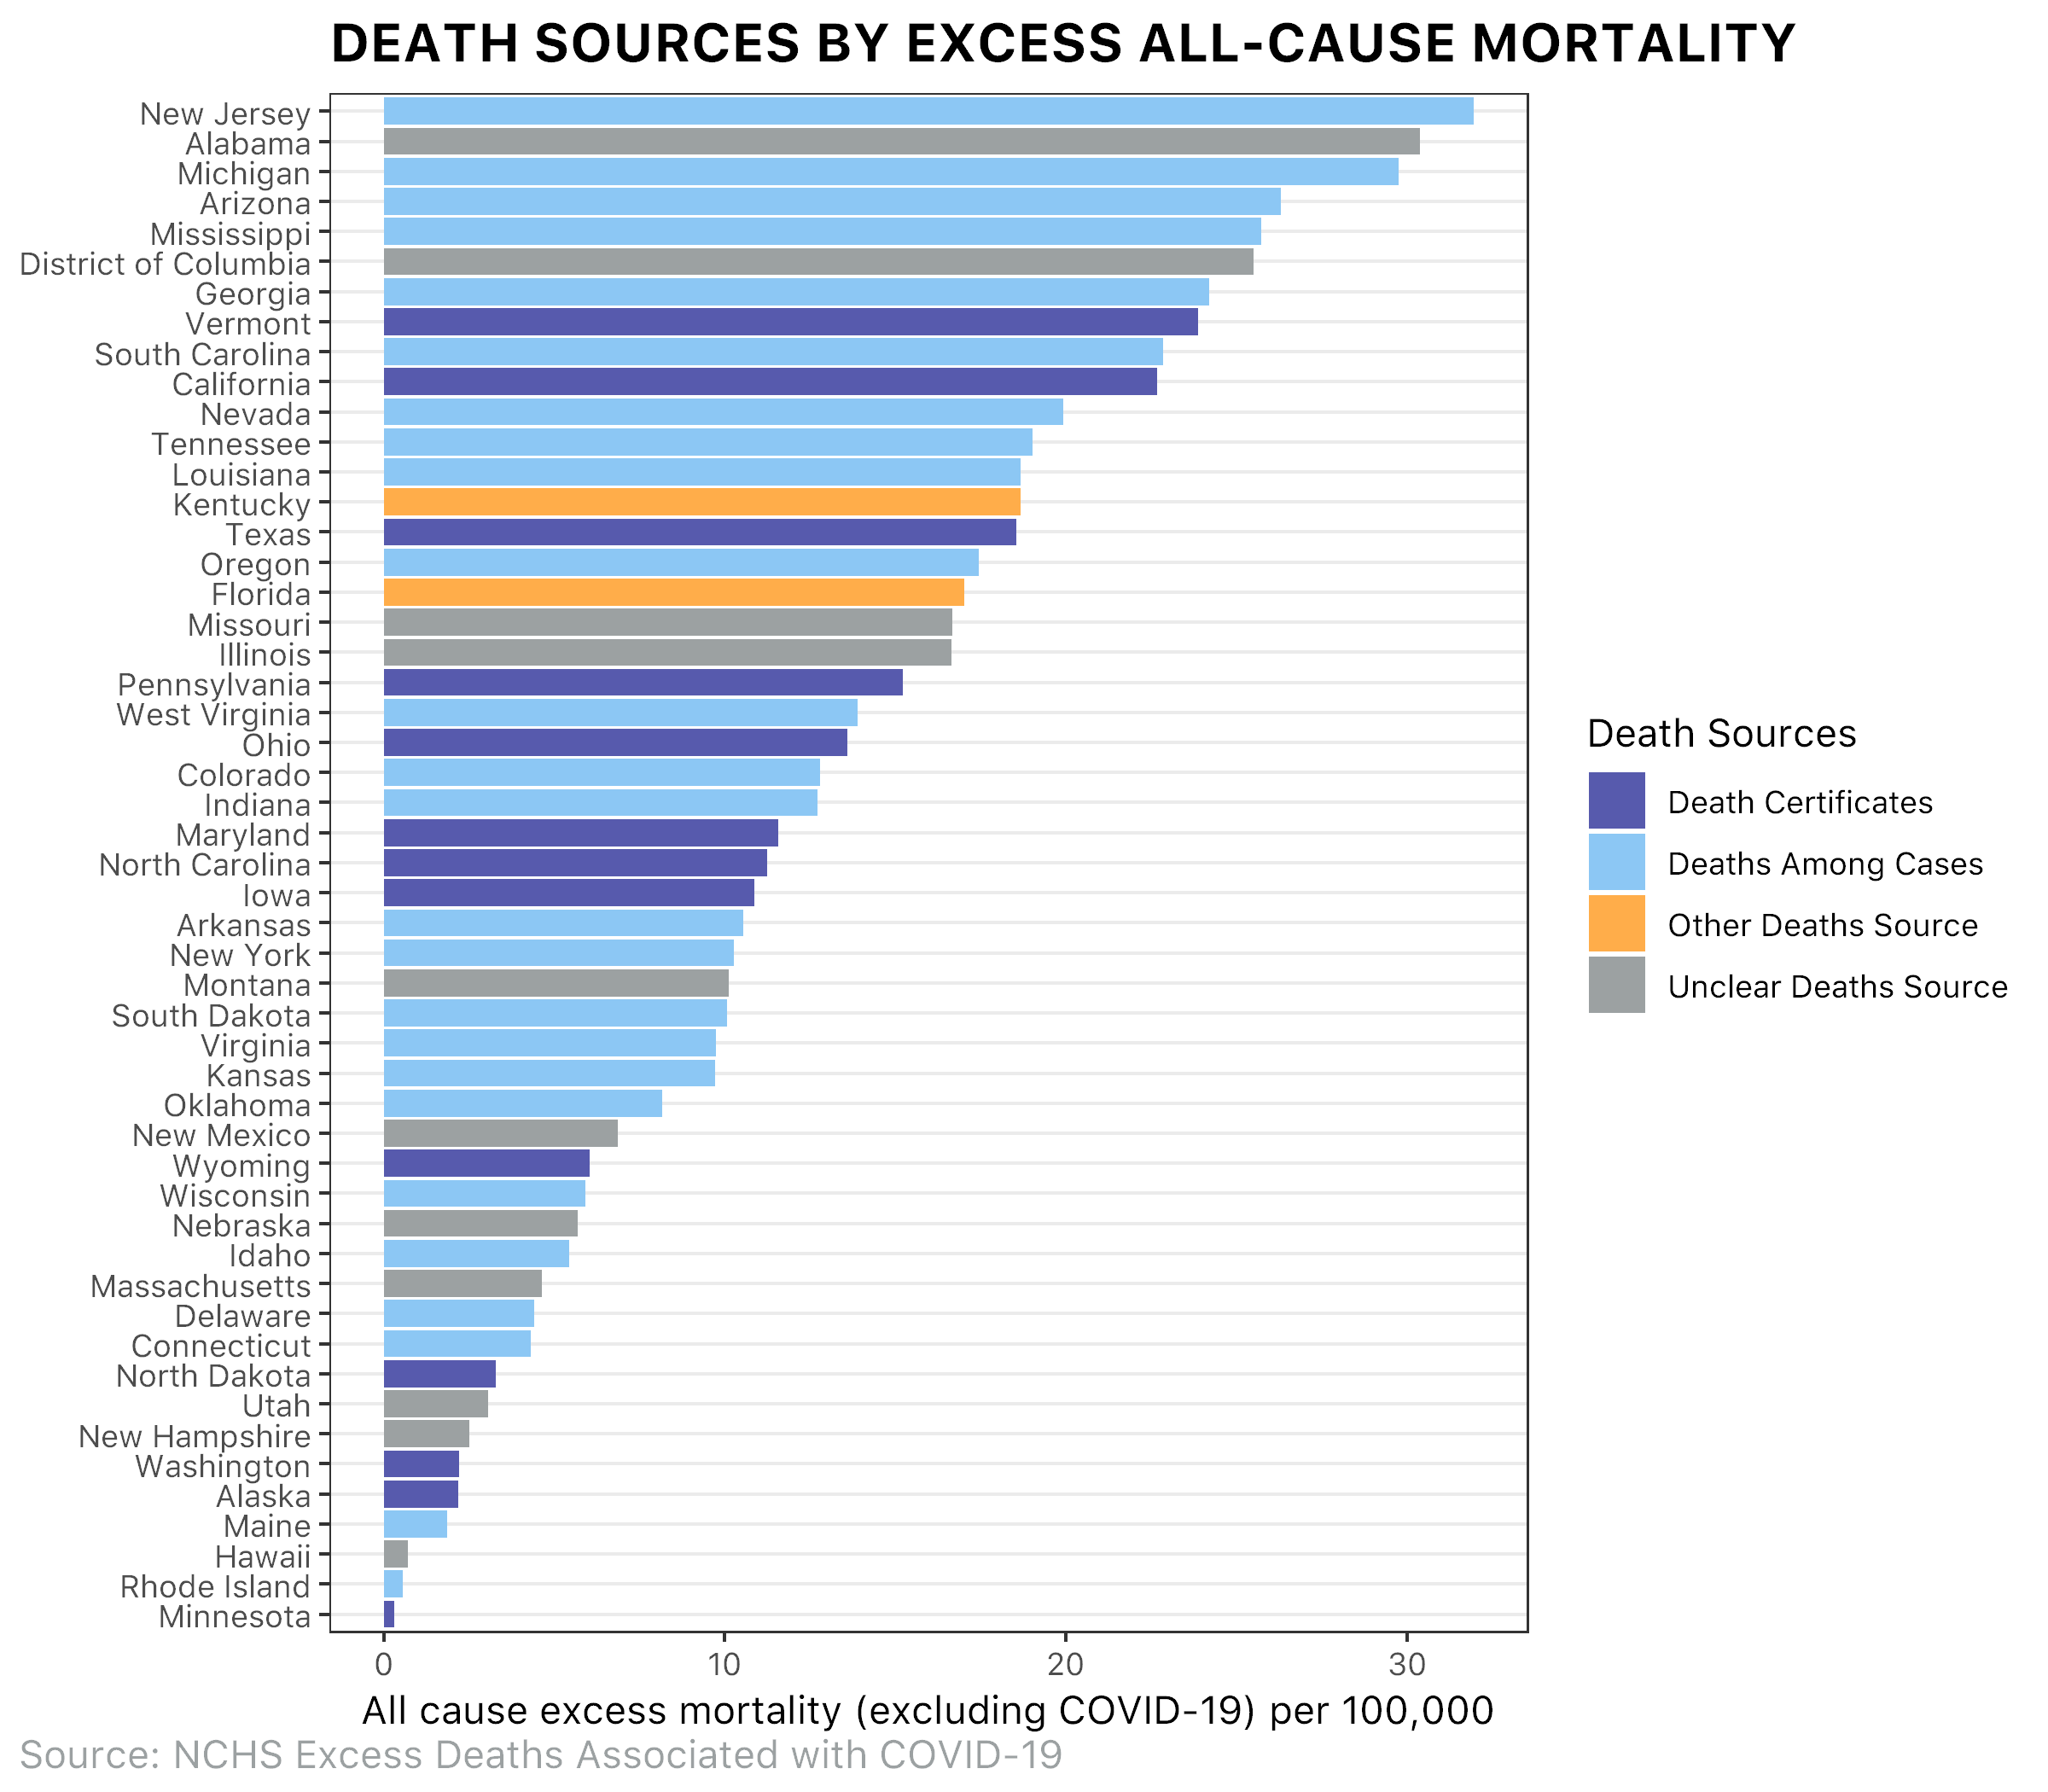 DEATH SOURCES BY EXCESS ALL-CAUSE MORTALITY
New Jersey
Alabama
Michigan
Arizona
Mississippi
District of Columbia
Georgia
Vermont
South Carolina
California
Nevada
Tennessee
Louisiana
Kentucky
Texas
Oregon
Florida
Missouri
Illinois
Pennsylvania
West Virginia
Ohio
Colorado
Indiana
Maryland
North Carolina
Iowa
Arkansas
New York
Montana
South Dakota
Virginia
Kansas
Oklahoma
New Mexico
Wyoming
Wisconsin
Nebraska
Idaho
Massachusetts
Delaware
Connecticut
North Dakota
Utah
New Hampshire
Washington
Alaska
Maine
Hawaii
Rhode Island
Minnesota
0 10 20 30
All cause excess mortality (excluding COVID-19) per 100,000
Source: NCHS Excess Deaths Associated with COVID-19
Death Sources
Death Certificates
Deaths Among Cases
Other Deaths Source
Unclear Deaths Source